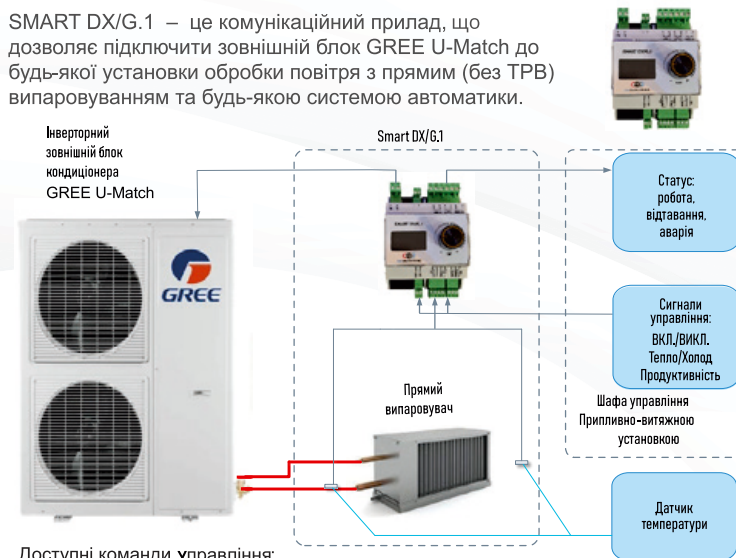 SMART DX/G.1 – це комунікаційний прилад, що
дозволяє підключити зовнішній блок GREE U-Match до
будь-якої установки обробки повітря з прямим (без ТРВ)
випаровуванням та будь-якою системою автоматики.
Інверторний
зовнішній блок
кондиціонера
GREE U-Match
Smart DX/G.1
Статус:
робота,
відтавання,
аварія
GREE
Сигнали
управління:
ВКЛ./ВИКЛ.
Тепло/Холод
Продуктивність
Прямий
випаровувач
Шафа управління
Припливно-витяжною
установкою
Датчик
температури
Доступні команди управління: